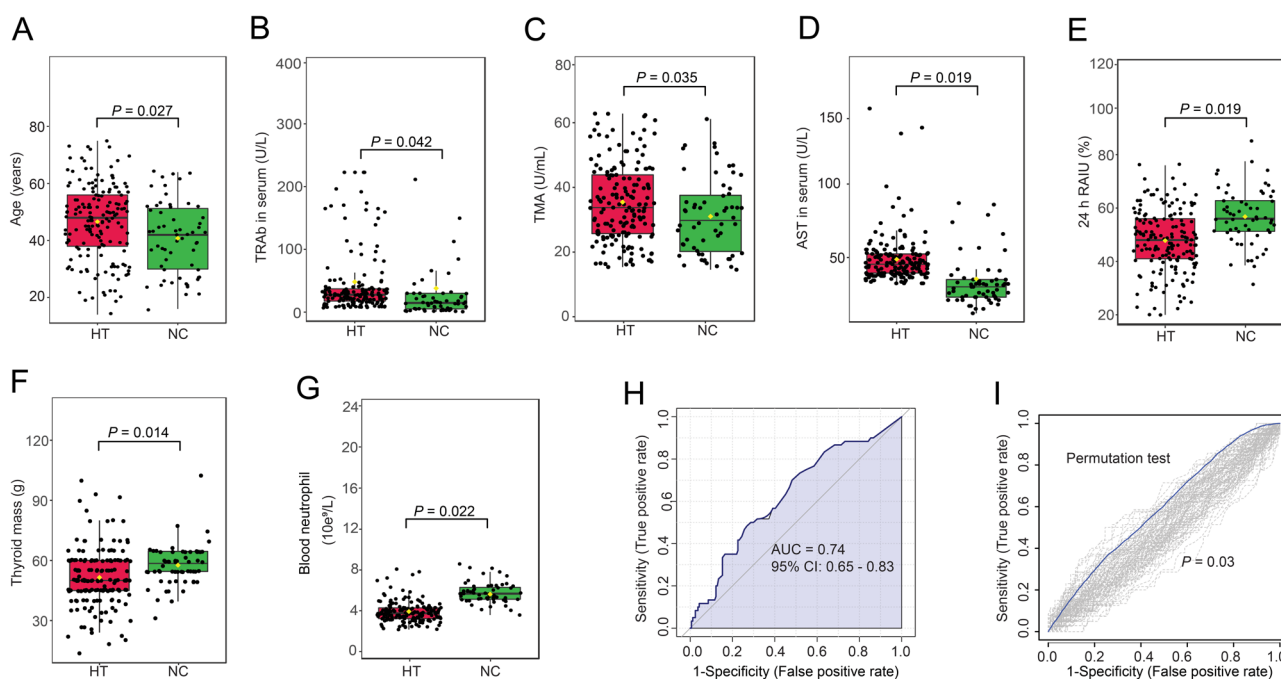 A
Age (years)
80
60
40
20
P = 0.027
HT
NC
B
TRAb in serum (U/L)
400
300
200
100
50
0
P = 0.042
HT
NC
C
TMA (U/mL)
80
60
40
20
0
P = 0.035
HT
NC
D
AST in serum (U/L)
150
100
50
0
P = 0.019
HT
NC
E
24 h RAIU (%)
120
100%
80
60
40
20
P = 0.019
HT
NC
F
Thyroid mass (g)
120
90
60
30
P = 0.014
HT
NC
G
Blood neutrophil
(10e⁹/L)
24
20
16
12
8
4
0
P = 0.022
HT
NC
H
Sensitivity (True positive rate)
1.0
0.8
0.6
0.4
0.2
0.0
AUC = 0.74
95% CI: 0.65 - 0.83
0.0 0.2 0.4 0.6 0.8 1.0
1-Specificity (False positive rate)
I
Sensitivity (True positive rate)
1.0
0.8
0.6
0.4
0.2
0.0
Permutation test
P = 0.03
0.0 0.2 0.4 0.6 0.8 1.0
1-Specificity (False positive rate)